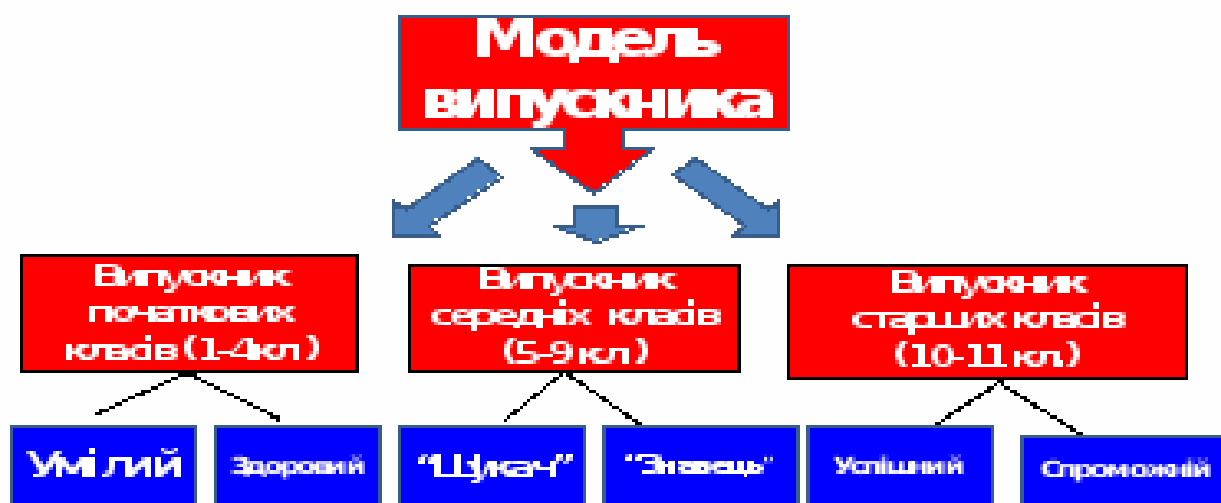 Модель
випускника
Випускник
початкових
класів (1-4кл.)
Випускник
середніх класів
(5-9 кл.)
Випускник
старших класів
(10-11 кл.)
Умілий
Здоровий
"Шукач"
"Знавець"
Успішний
Спроможній